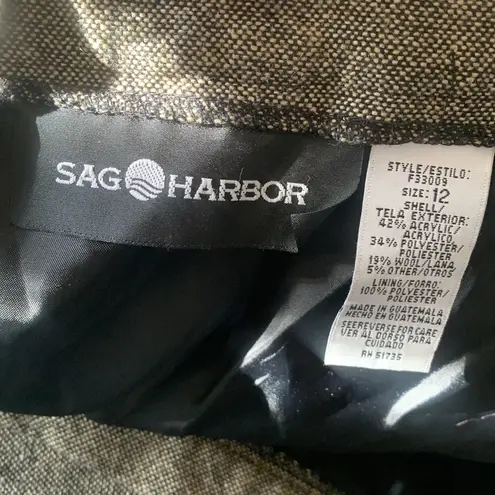 SAG HARBOR
STYLE/ESTILO:
F33009
SIZE: 12
SHELL/
TELA EXTERIOR:
42% ACRYLIC/
ACRYLICO
34% POLYESTER/
POLIESTER
19% WOOL/LANA
5% OTHER/OTROS
LINING/FORRO:
100% POLYESTER/
POLIESTER
MADE IN GUATEMALA
HECHO EN GUATEMALA
SEE REVERSE FOR CARE
VER AL DORSO PARA
CUIDADO
RN 51735